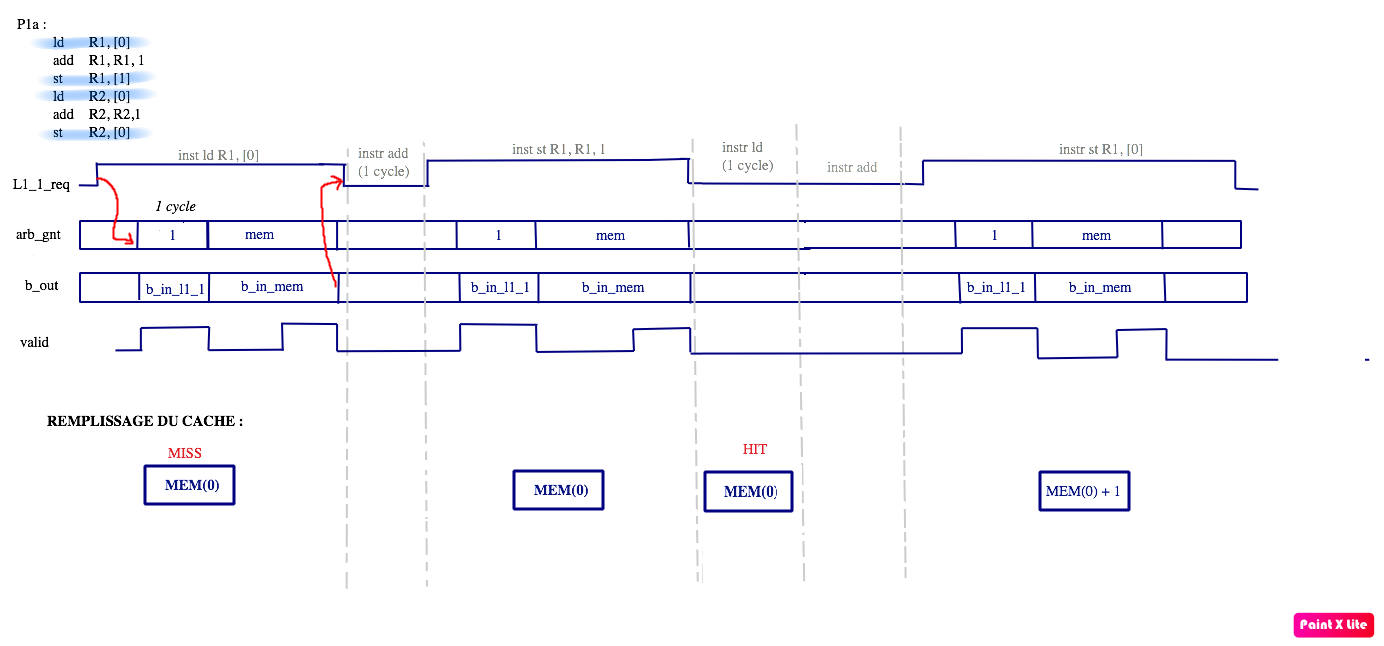 P1a :
ld R1, [0]
add R1, R1, 1
st R1, [1]
ld R2, [0]
add R2, R2,1
st R2, [0]
inst ld R1, [0]
instr add
(1 cycle)
inst st R1, R1, 1
instr ld
(1 cycle)
instr add
instr st R1, [0]
L1_1_req
1 cycle
arb_gnt
1
mem
1
mem
1
mem
b_out
b_in_l1_1
b_in_mem
b_in_l1_1
b_in_mem
b_in_l1_1
b_in_mem
valid
REMPLISSAGE DU CACHE :
MISS
HIT
MEM(0)
MEM(0)
MEM(0)
MEM(0) + 1
Paint X lite